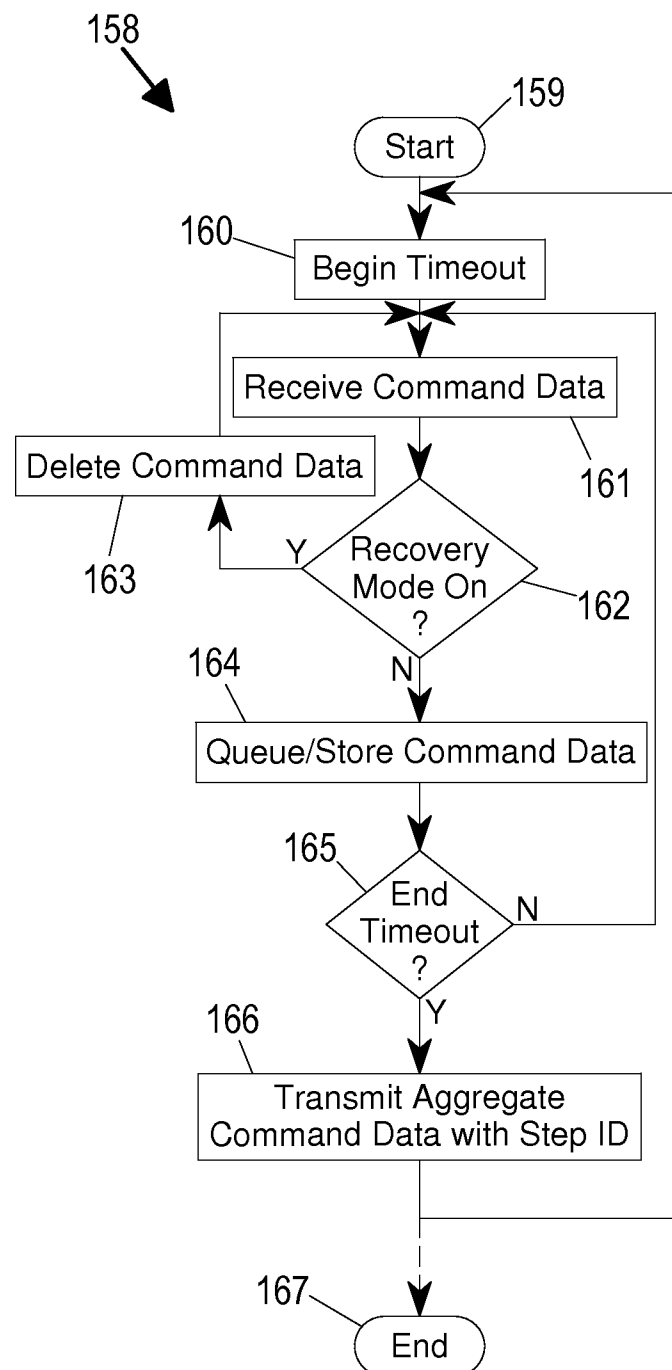 158
159
Start
160
Begin Timeout
Receive Command Data
161
Delete Command Data
163
Y
Recovery
Mode On
?
162
N
164
Queue/Store Command Data
165
End
Timeout
?
N
Y
166
Transmit Aggregate
Command Data with Step ID
167
End